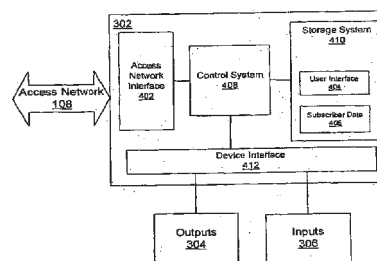 302
Storage System
410
Access
Network
Interface
402
Control System
408
User Interface
404
Subscriber Data
406
Access Network
108
Device Interface
412
Outputs
304
Inputs
306